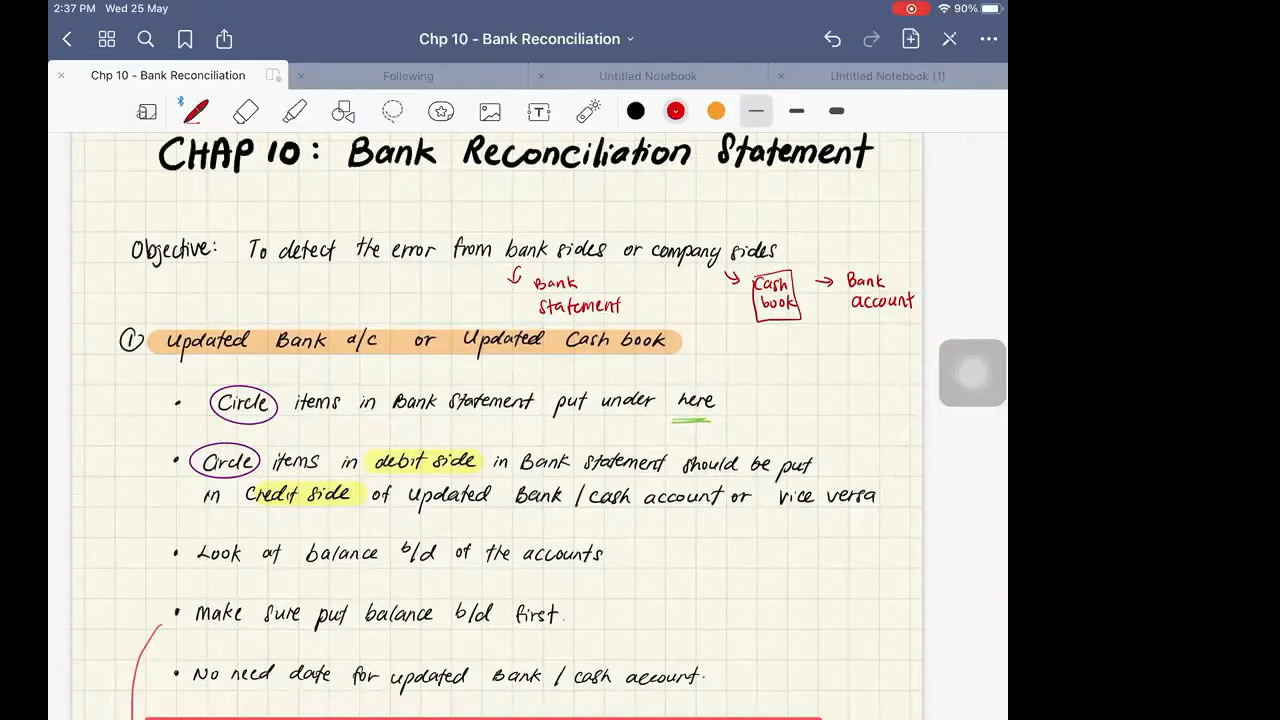 2:37 PM Wed 25 May
90%
Chp 10 - Bank Reconciliation
Chp 10 - Bank Reconciliation
Following
Untitled Notebook
Untitled Notebook (1)
CHAP 10: Bank Reconciliation Statement
Objective: To detect the error from bank sides or company sides
Bank statement
Cash book → Bank account
① Updated Bank a/c or Updated Cash book
• Circle items in Bank Statement put under here
• Circle items in debit side in Bank statement should be put
in Credit side of updated Bank / cash account or vice versa
• Look at balance b/d of the accounts
• Make sure put balance b/d first.
• No need date for updated Bank / cash account.